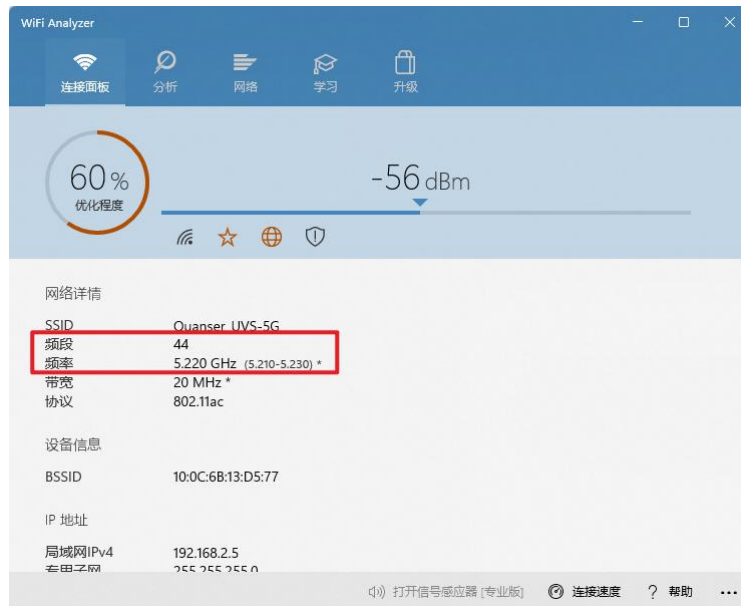 WiFi Analyzer
连接面板 分析 网络 学习 升级
60 %
优化程度
-56 dBm
网络详情
SSID Quanser_UVS-5G
频段 44
频率 5.220 GHz (5.210-5.230) *
带宽 20 MHz *
协议 802.11ac
设备信息
BSSID 10:0C:6B:13:D5:77
IP 地址
局域网IPv4 192.168.2.5
255.255.255.0
打开信号感应器 [专业版] 连接速度 ? 帮助 •••